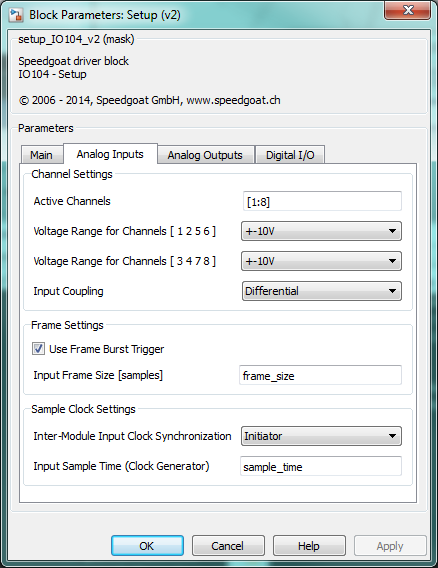 Block Parameters: Setup (v2)
setup_IO104_v2 (mask)
Speedgoat driver block
IO104 - Setup
© 2006 - 2014, Speedgoat GmbH, www.speedgoat.ch
Parameters
Main Analog Inputs Analog Outputs Digital I/O
Channel Settings
Active Channels [1:8]
Voltage Range for Channels [ 1 2 5 6 ] +-10V
Voltage Range for Channels [ 3 4 7 8 ] +-10V
Input Coupling Differential
Frame Settings
Use Frame Burst Trigger
Input Frame Size [samples] frame_size
Sample Clock Settings
Inter-Module Input Clock Synchronization Initiator
Input Sample Time (Clock Generator) sample_time
OK Cancel Help Apply